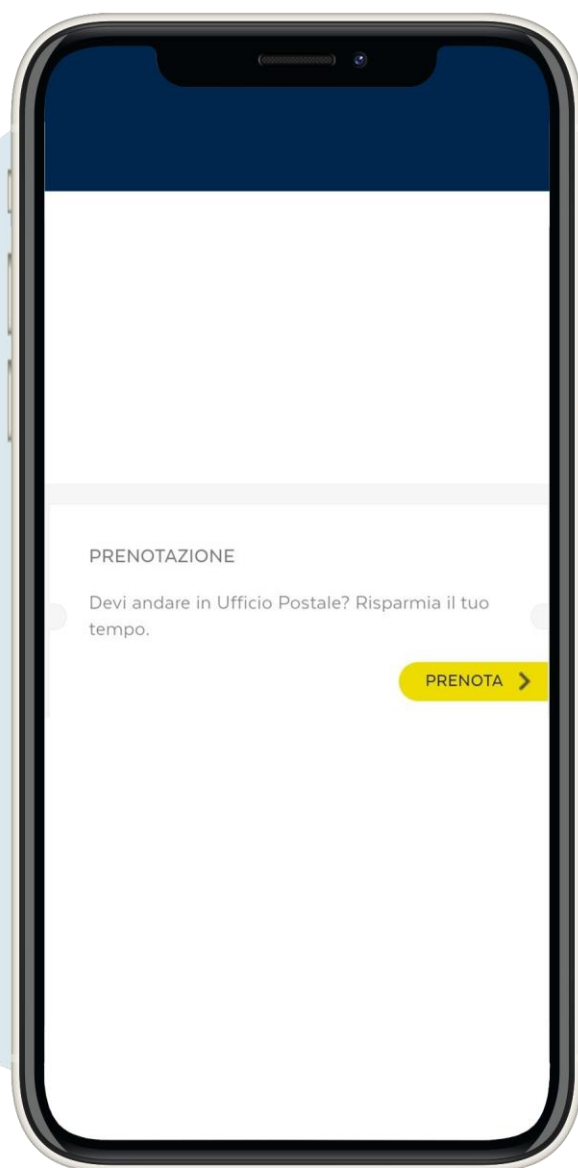 PRENOTAZIONE
Devi andare in Ufficio Postale? Risparmia il tuo
tempo.
PRENOTA